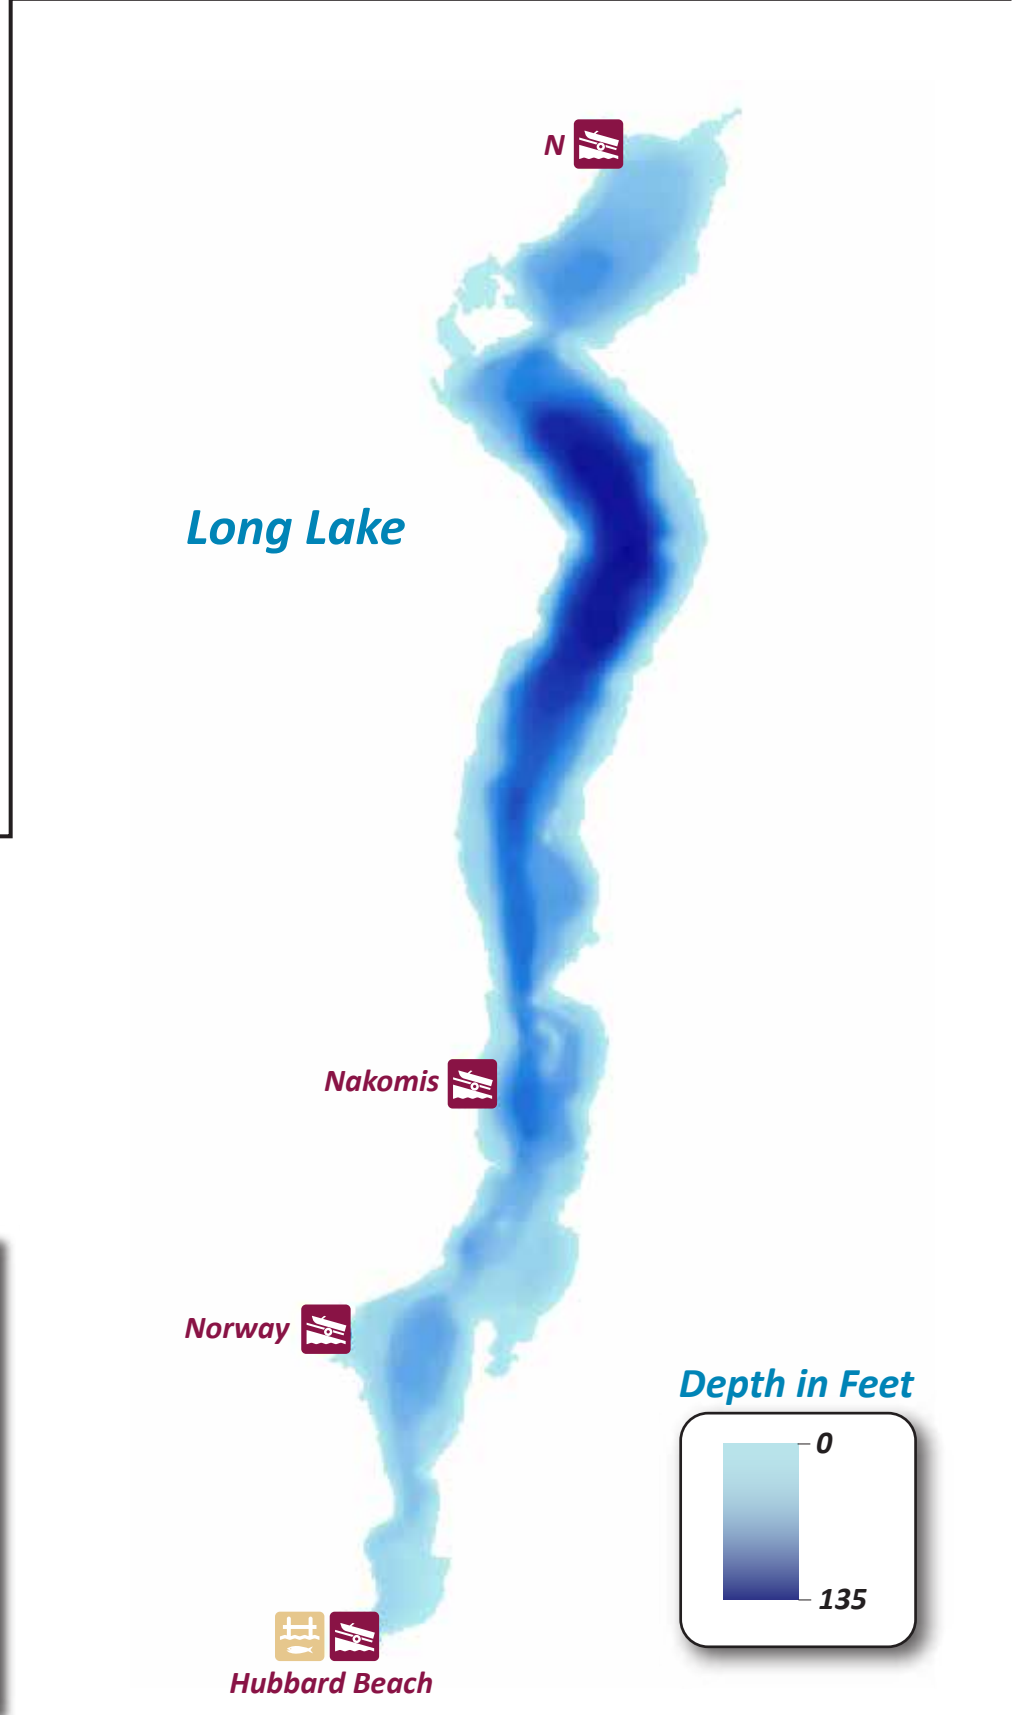 N
Long Lake
Nakomis
Norway
Depth in Feet
0
135
Hubbard Beach